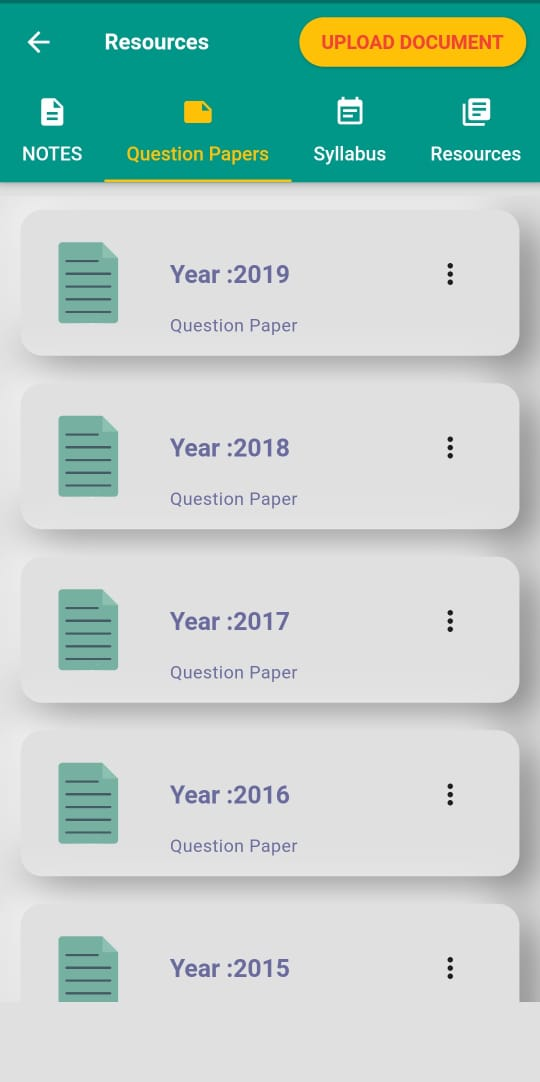 Resources
UPLOAD DOCUMENT
NOTES
Question Papers
Syllabus
Resources
Year :2019
Question Paper
Year :2018
Question Paper
Year :2017
Question Paper
Year :2016
Question Paper
Year :2015